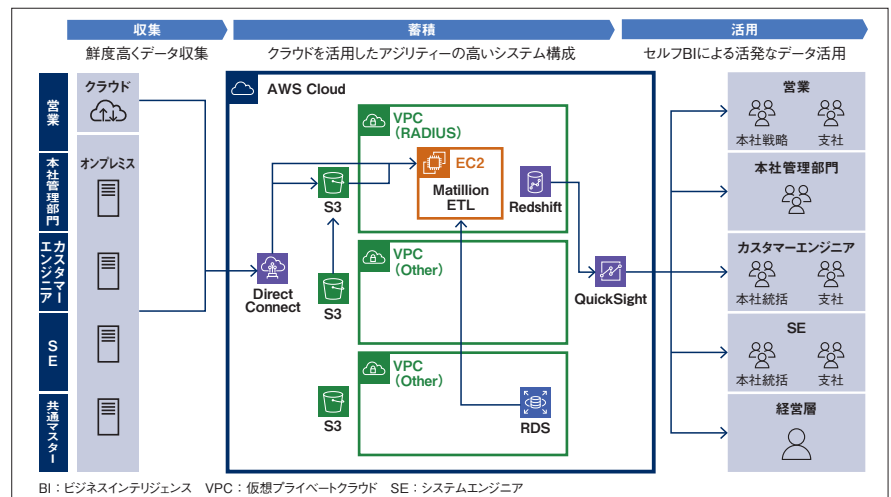 収集
蓄積
活用
鮮度高くデータ収集
クラウドを活用したアジリティーの高いシステム構成
セルフBIによる活発なデータ活用
営業
本社管理部門
カスタマー
エンジニア
SE
共通マスター
クラウド
オンプレミス
AWS Cloud
VPC
(RADIUS)
EC2
Matillion
ETL
Redshift
S3
Direct
Connect
S3
VPC
(Other)
QuickSight
VPC
(Other)
S3
RDS
営業
本社戦略
支社
本社管理部門
カスタマーエンジニア
本社統括
支社
SE
本社統括
支社
経営層
BI：ビジネスインテリジェンス VPC：仮想プライベートクラウド SE：システムエンジニア